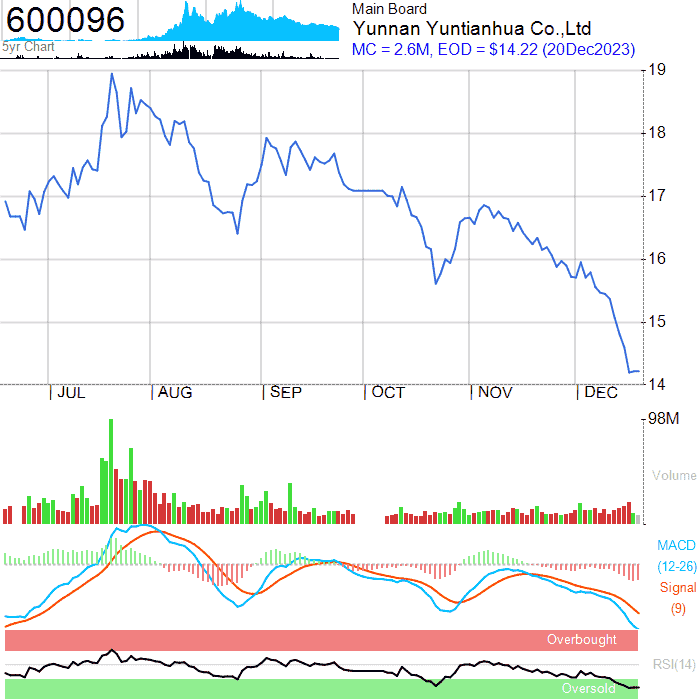 600096
5yr Chart
Main Board
Yunnan Yuntianhua Co.,Ltd
MC = 2.6M, EOD = $14.22 (20Dec2023)
19
18
17
16
15
14
JUL
AUG
SEP
OCT
NOV
DEC
98M
Volume
MACD
(12-26)
Signal
(9)
Overbought
RSI(14)
Oversold